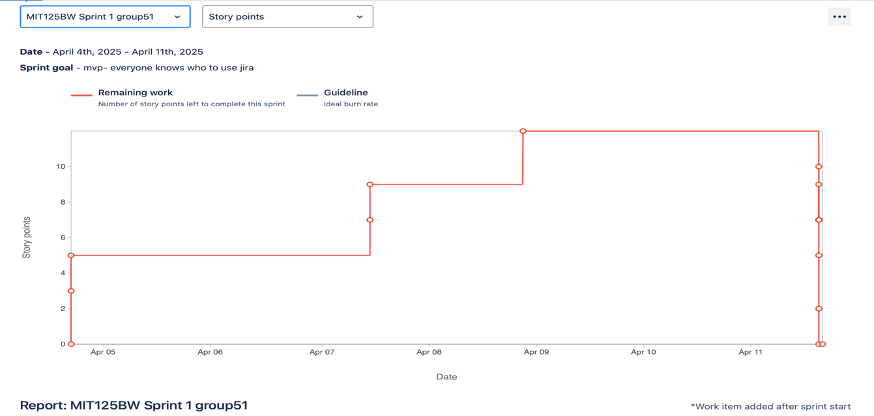 MIT125BW Sprint 1 group51
Story points
Date - April 4th, 2025 - April 11th, 2025
Sprint goal - mvp- everyone knows who to use jira
Remaining work
Number of story points left to complete this sprint
Guideline
Ideal burn rate
Story points
10
8
6
4
2
0
Apr 05 Apr 06 Apr 07 Apr 08 Apr 09 Apr 10 Apr 11
Date
Report: MIT125BW Sprint 1 group51
*Work item added after sprint start